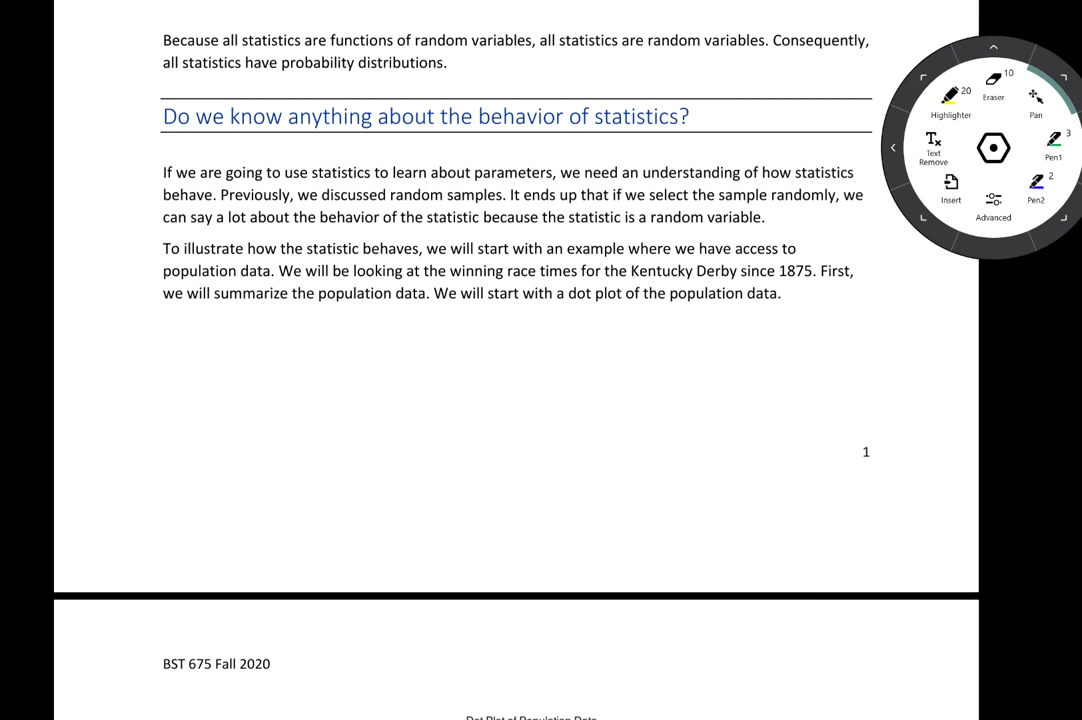 Because all statistics are functions of random variables, all statistics are random variables. Consequently,
all statistics have probability distributions.
Do we know anything about the behavior of statistics?
If we are going to use statistics to learn about parameters, we need an understanding of how statistics
behave. Previously, we discussed random samples. It ends up that if we select the sample randomly, we
can say a lot about the behavior of the statistic because the statistic is a random variable.
To illustrate how the statistic behaves, we will start with an example where we have access to
population data. We will be looking at the winning race times for the Kentucky Derby since 1875. First,
we will summarize the population data. We will start with a dot plot of the population data.
1
BST 675 Fall 2020
Dot Plot of Population Data
10
Eraser
20
Highlighter
Pan
Tx
Text
Remove
3
Pen1
Insert
2
Pen2
Advanced